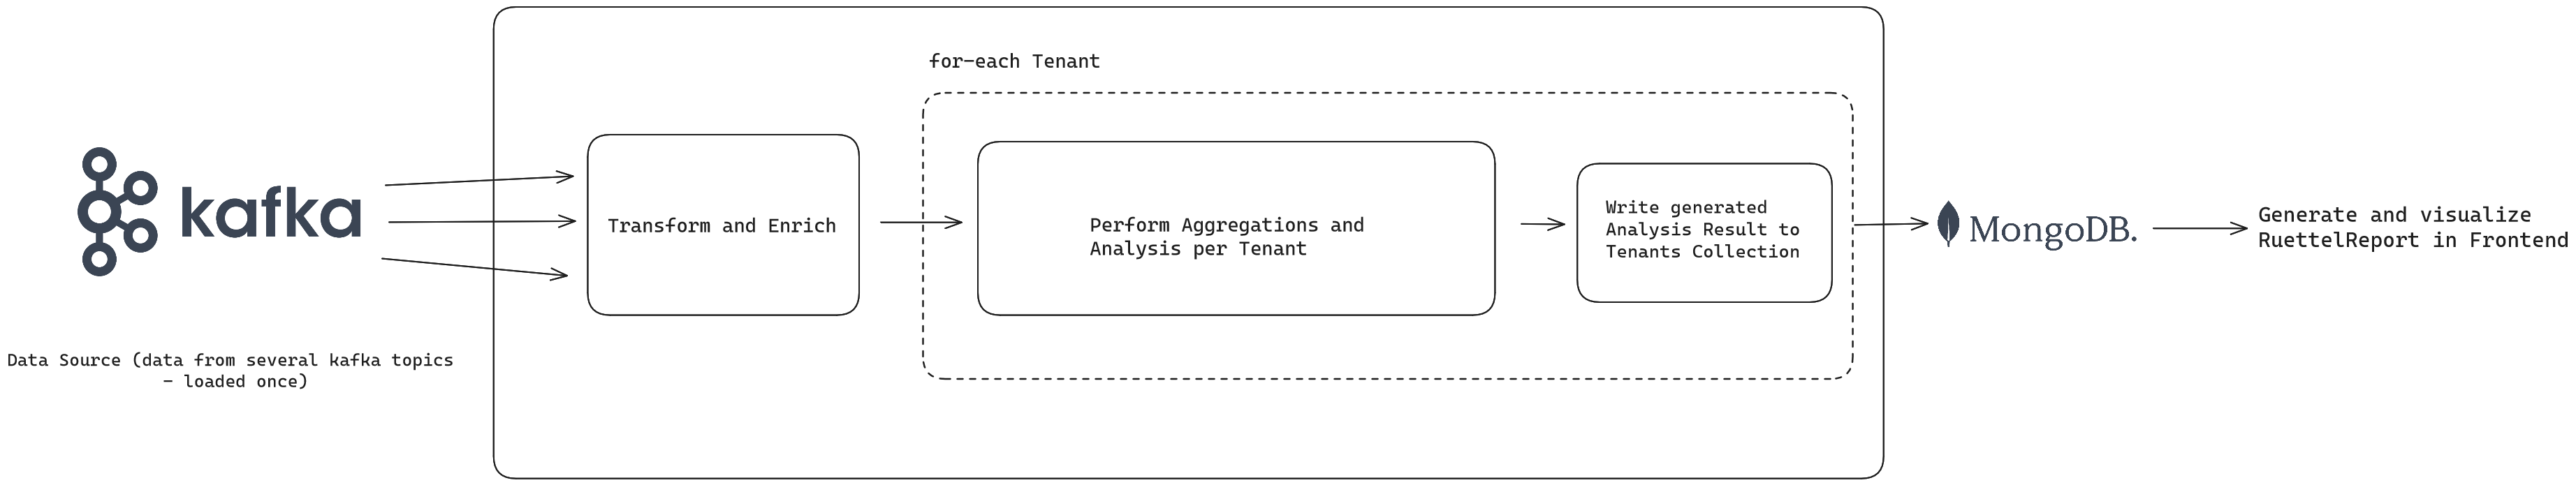 for-each Tenant
kafka
Transform and Enrich
Perform Aggregations and
Analysis per Tenant
Write generated
Analysis Result to
Tenants Collection
MongoDB.
Generate and visualize
RuettelReport in Frontend
Data Source (data from several kafka topics
- loaded once)